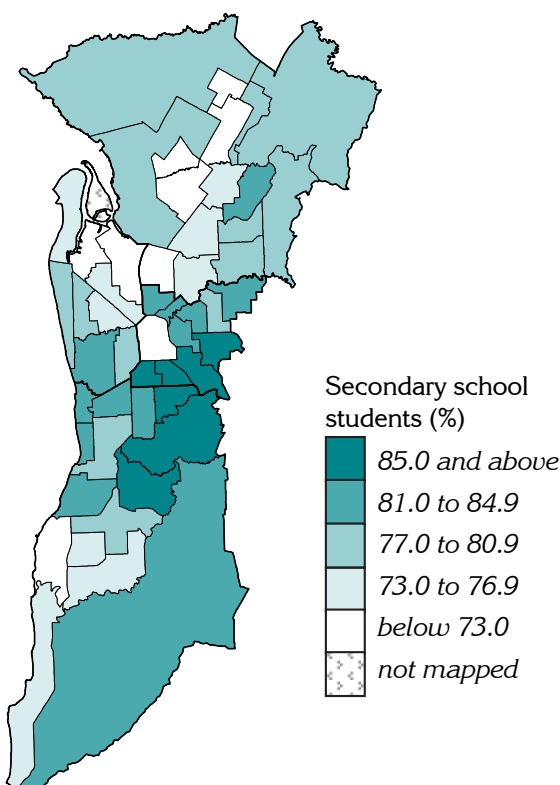 Secondary school
students (%)
85.0 and above
81.0 to 84.9
77.0 to 80.9
73.0 to 76.9
below 73.0
not mapped